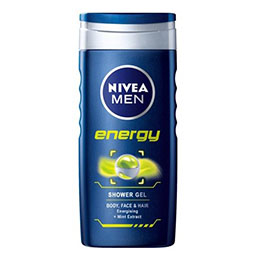 NIVEA
MEN
energy
SHOWER GEL
BODY, FACE & HAIR
Energising
+ Mint Extract